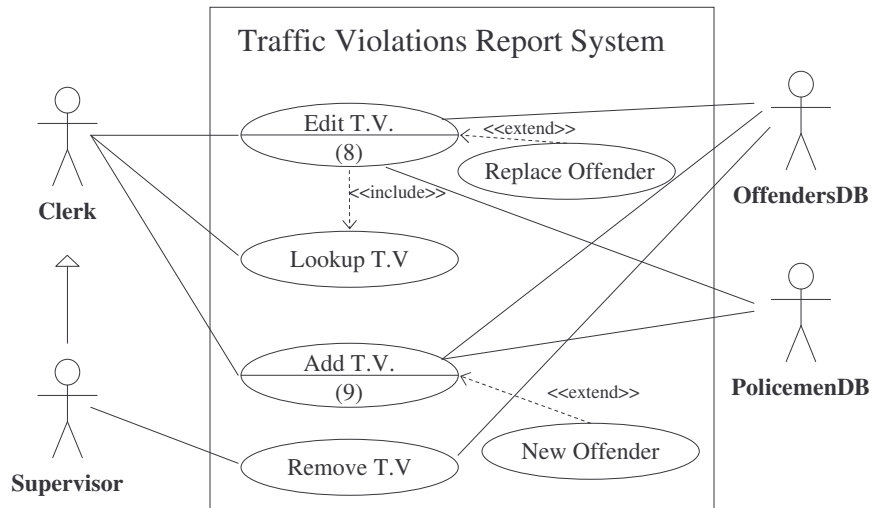 Traffic Violations Report System
Edit T.V.
(8)
<<extend>>
Replace Offender
Clerk
OffendersDB
<<include>>
Lookup T.V
Add T.V.
(9)
<<extend>>
PolicemenDB
New Offender
Remove T.V
Supervisor